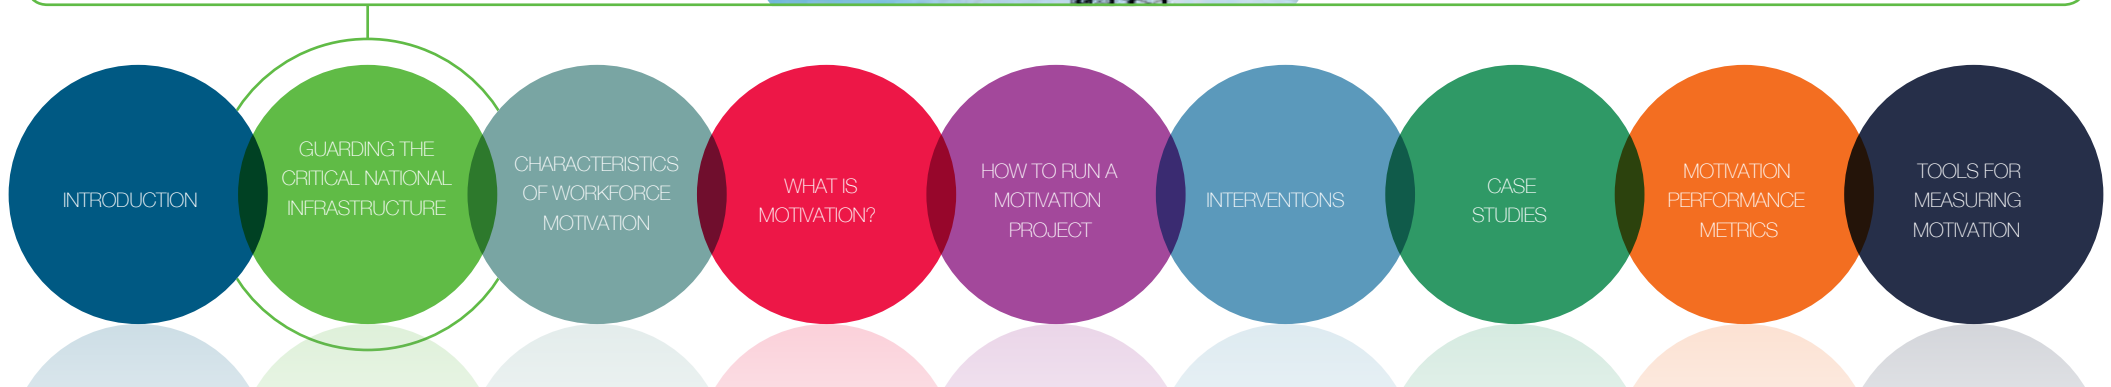 INTRODUCTION
GUARDING THE
CRITICAL NATIONAL
INFRASTRUCTURE
CHARACTERISTICS
OF WORKFORCE
MOTIVATION
WHAT IS
MOTIVATION?
HOW TO RUN A
MOTIVATION
PROJECT
INTERVENTIONS
CASE
STUDIES
MOTIVATION
PERFORMANCE
METRICS
TOOLS FOR
MEASURING
MOTIVATION